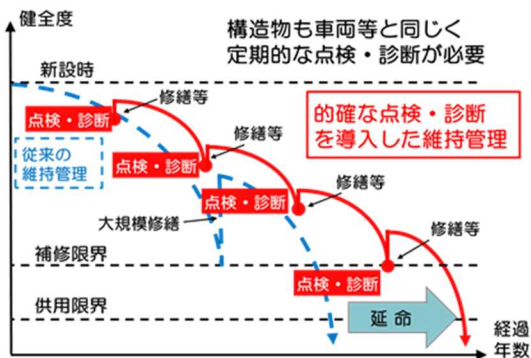 健全度
構造物も車両等と同じく
定期的な点検・診断が必要
新設時
修繕等
点検・診断
的確な点検・診断
を導入した維持管理
従来の
維持管理
修繕等
点検・診断
修繕等
点検・診断
大規模修繕
修繕等
補修限界
点検・診断
供用限界
延命
経過
年数